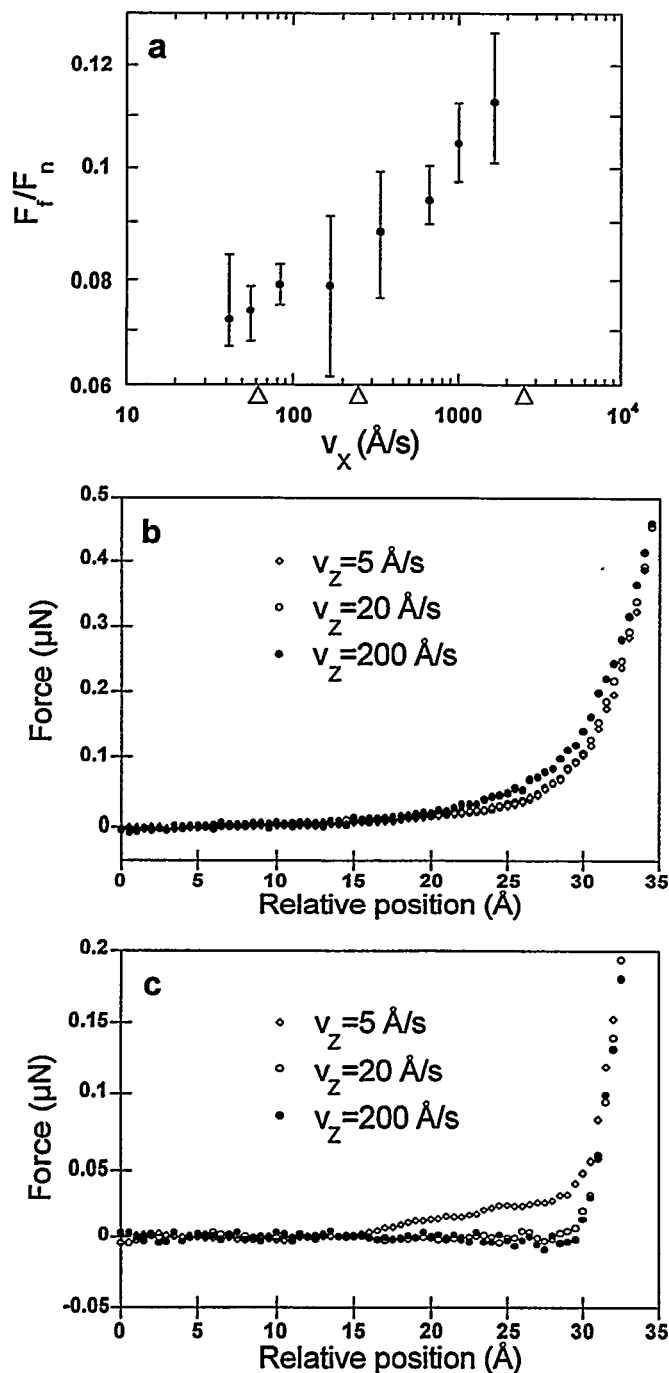 a
0.12
0.1
0.08
0.06
F_f/F_n
10 100 1000 10^4
v_x (Å/s)
b
0.5
0.4
0.3
0.2
0.1
0
Force (µN)
v_z=5 Å/s
v_z=20 Å/s
v_z=200 Å/s
0 5 10 15 20 25 30 35
Relative position (Å)
c
0.2
0.15
0.1
0.05
0
-0.05
Force (µN)
v_z=5 Å/s
v_z=20 Å/s
v_z=200 Å/s
0 5 10 15 20 25 30 35
Relative position (Å)